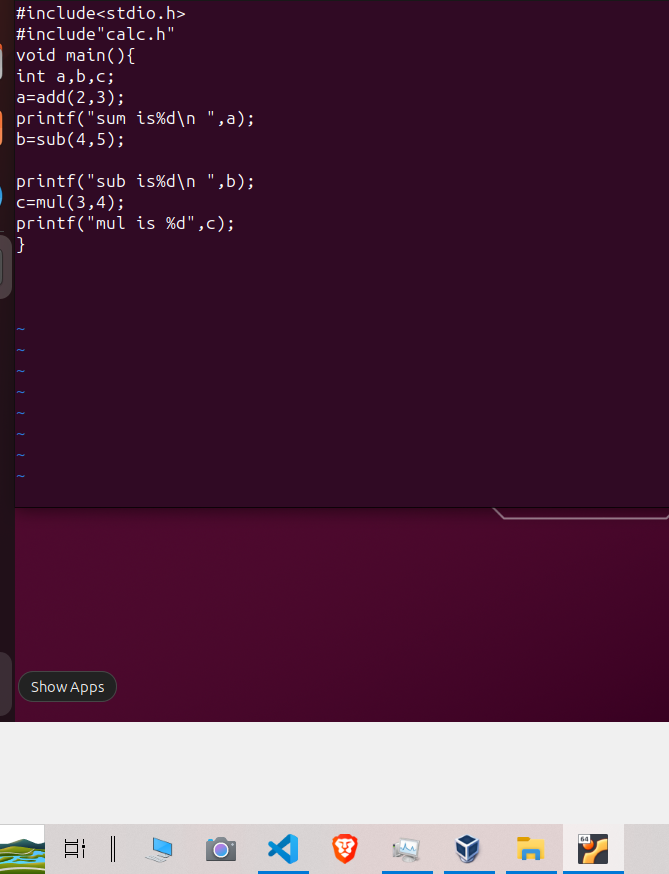 #include<stdio.h>
#include"calc.h"
void main(){
int a,b,c;
a=add(2,3);
printf("sum is%d\n ",a);
b=sub(4,5);
printf("sub is%d\n ",b);
c=mul(3,4);
printf("mul is %d",c);
}
~
~
~
~
~
~
~
~
Show Apps
64